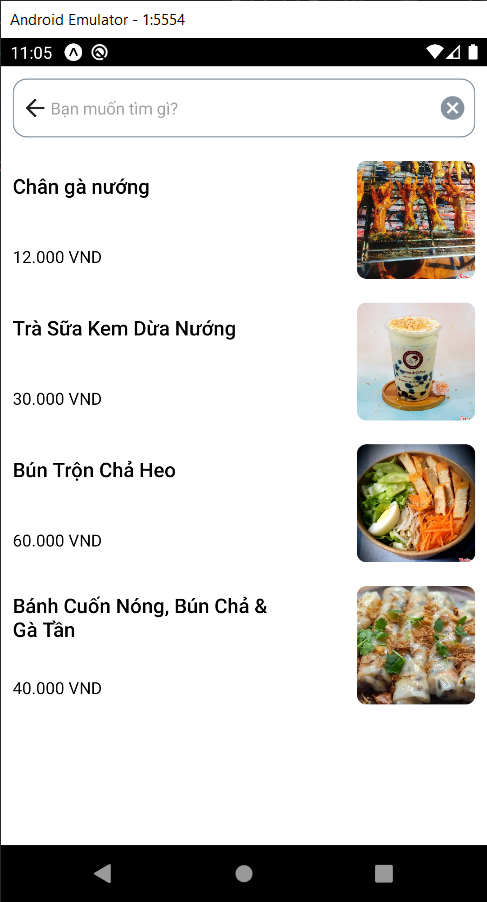 Android Emulator - 1:5554
11:05
Bạn muốn tìm gì?
Chân gà nướng
12.000 VND
Trà Sữa Kem Dừa Nướng
30.000 VND
Bún Trộn Chả Heo
60.000 VND
Bánh Cuốn Nóng, Bún Chả &
Gà Tần
40.000 VND